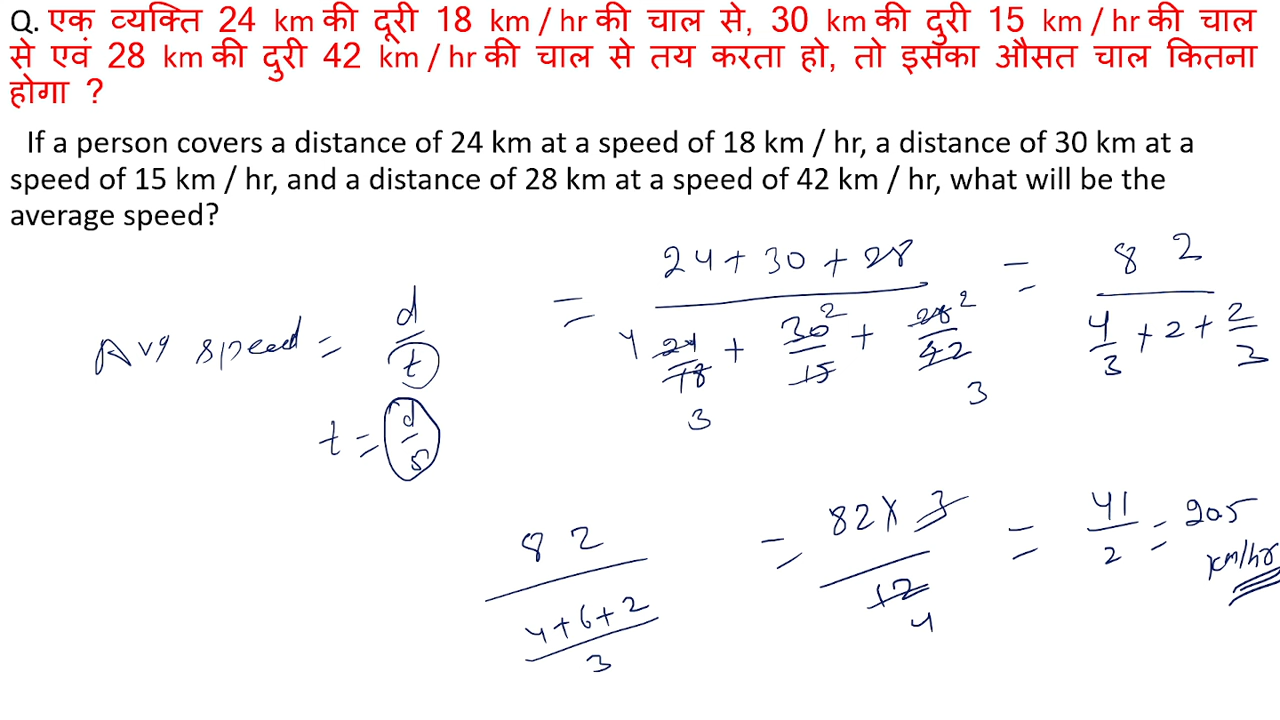 Q. एक व्यक्ति 24 km की दूरी 18 km / hr की चाल से, 30 km की दुरी 15 km / hr की चाल
से एवं 28 km की दुरी 42 km / hr की चाल से तय करता हो, तो इसका औसत चाल कितना
होगा ?
If a person covers a distance of 24 km at a speed of 18 km / hr, a distance of 30 km at a
speed of 15 km / hr, and a distance of 28 km at a speed of 42 km / hr, what will be the
average speed?
Avg speed = d/t = (24 + 30 + 28)/(4 24/18 3 + 30 2/15 + 28 2/42 3) = 82/(4/3 + 2 + 2/3)
t = d/s
82/((4+6+2)/3) = 82 x 3/12 4 = 41/2 = 20.5
km/hr